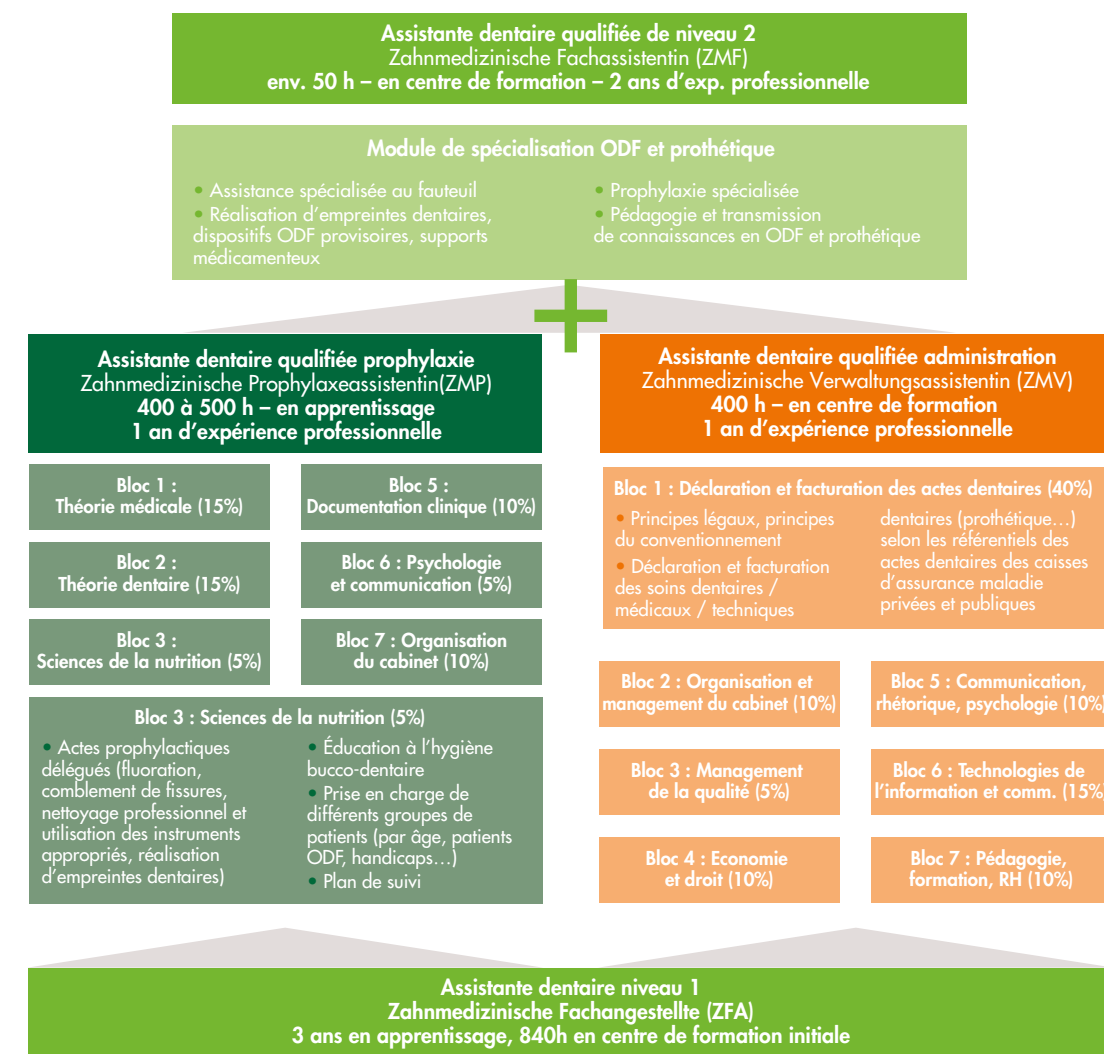 Assistante dentaire qualifiée de niveau 2
Zahnmedizinische Fachassistentin (ZMF)
env. 50 h – en centre de formation – 2 ans d'exp. professionnelle
Module de spécialisation ODF et prothétique
• Assistance spécialisée au fauteuil
• Réalisation d'empreintes dentaires,
dispositifs ODF provisoires, supports
médicamenteux
• Prophylaxie spécialisée
• Pédagogie et transmission
de connaissances en ODF et prothétique
+
Assistante dentaire qualifiée prophylaxie
Zahnmedizinische Prophylaxeassistentin(ZMP)
400 à 500 h – en apprentissage
1 an d'expérience professionnelle
Bloc 1 :
Théorie médicale (15%)
Bloc 2 :
Théorie dentaire (15%)
Bloc 3 :
Sciences de la nutrition (5%)
Bloc 5 :
Documentation clinique (10%)
Bloc 6 : Psychologie
et communication (5%)
Bloc 7 : Organisation
du cabinet (10%)
Bloc 3 : Sciences de la nutrition (5%)
• Actes prophylactiques
délégués (fluoration,
comblement de fissures,
nettoyage professionnel et
utilisation des instruments
appropriés, réalisation
d'empreintes dentaires)
• Éducation à l'hygiène
bucco-dentaire
• Prise en charge de
différents groupes de
patients (par âge, patients
ODF, handicaps…)
• Plan de suivi
Assistante dentaire qualifiée administration
Zahnmedizinische Verwaltungsassistentin (ZMV)
400 h – en centre de formation
1 an d'expérience professionnelle
Bloc 1 : Déclaration et facturation des actes dentaires (40%)
• Principes légaux, principes
du conventionnement
• Déclaration et facturation
des soins dentaires /
médicaux / techniques
dentaires (prothétique…)
selon les référentiels des
actes dentaires des caisses
d'assurance maladie
privées et publiques
Bloc 2 : Organisation et
management du cabinet (10%)
Bloc 3 : Management
de la qualité (5%)
Bloc 4 : Economie
et droit (10%)
Bloc 5 : Communication,
rhétorique, psychologie (10%)
Bloc 6 : Technologies de
l'information et comm. (15%)
Bloc 7 : Pédagogie,
formation, RH (10%)
Assistante dentaire niveau 1
Zahnmedizinische Fachangestellte (ZFA)
3 ans en apprentissage, 840h en centre de formation initiale